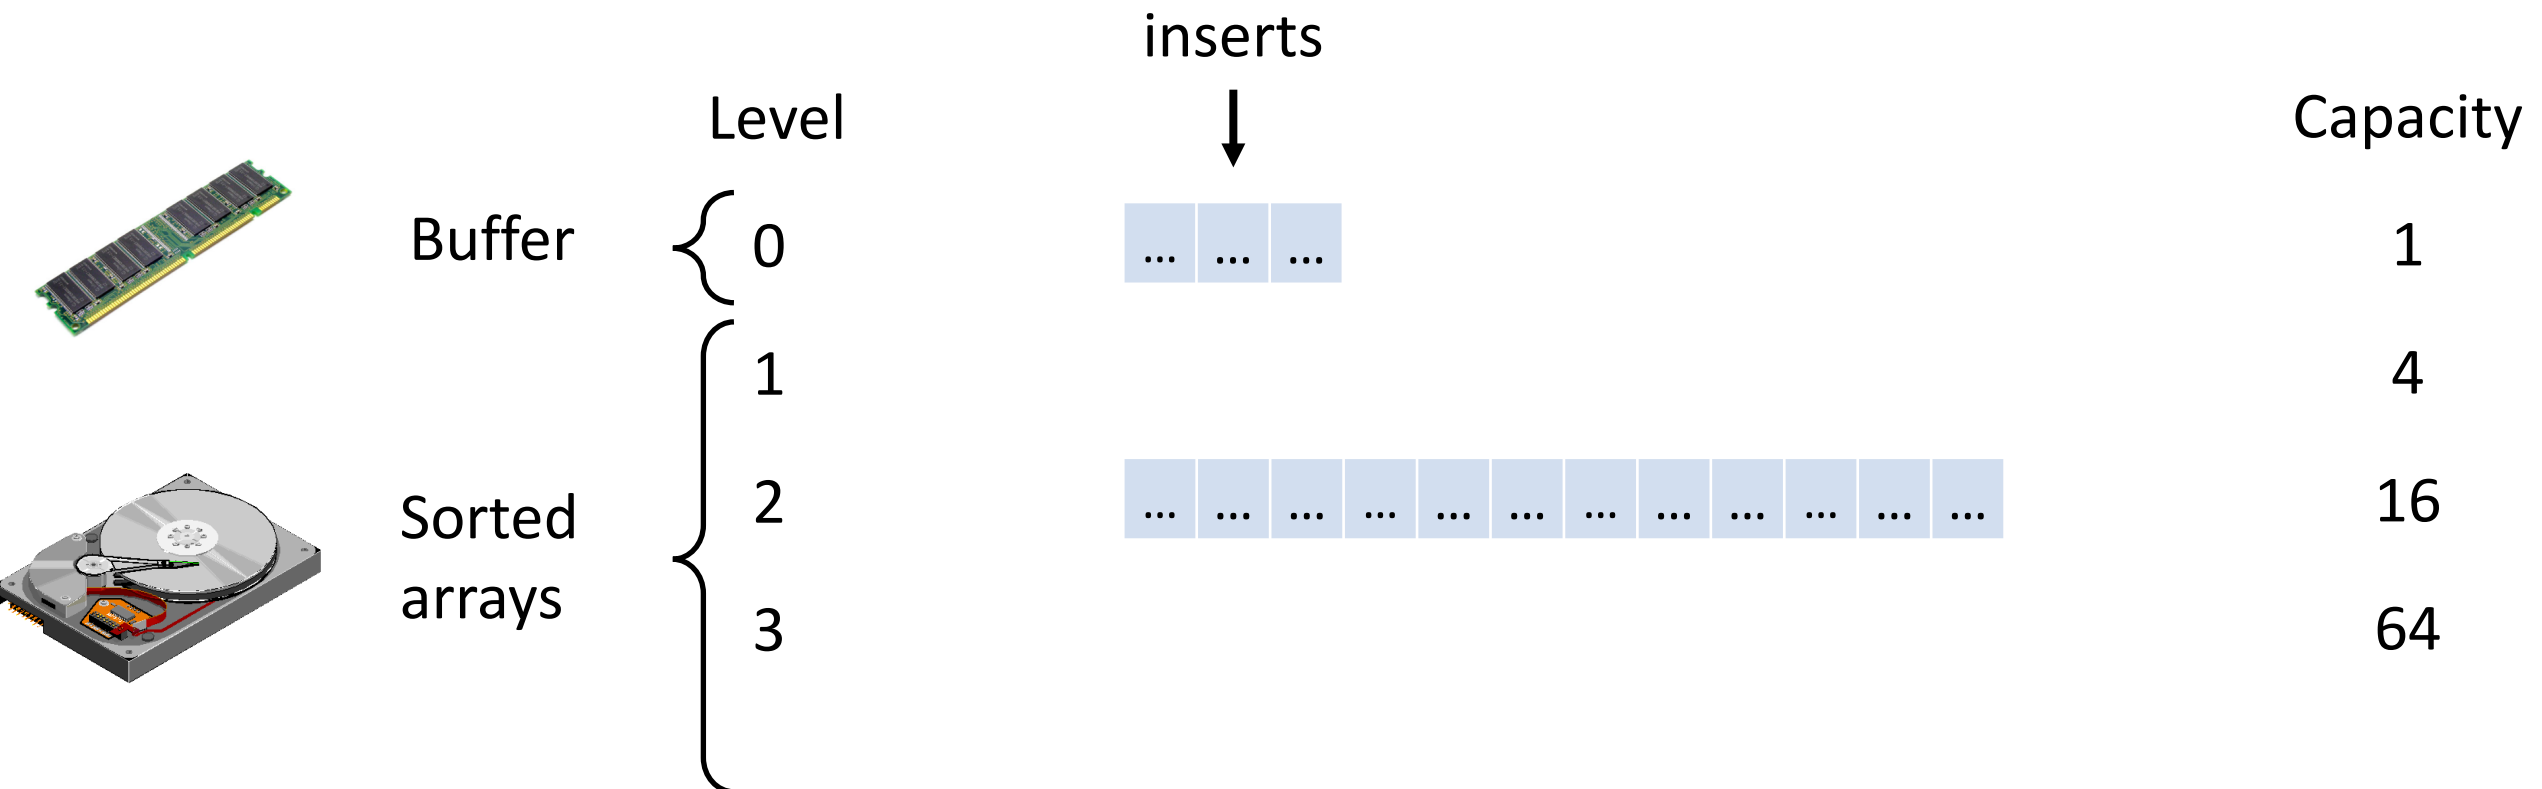 inserts
Level
Capacity
Buffer
0
... ... ...
1
1
4
Sorted
arrays
2
... ... ... ... ... ... ... ... ... ... ... ...
16
3
64